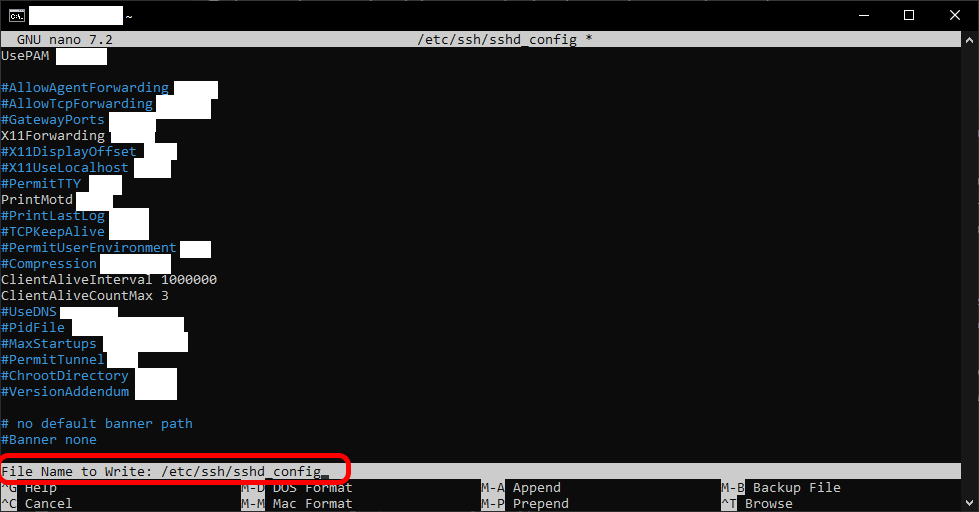 ~
GNU nano 7.2 /etc/ssh/sshd_config *
UsePAM
#AllowAgentForwarding
#AllowTcpForwarding
#GatewayPorts
X11Forwarding
#X11DisplayOffset
#X11UseLocalhost
#PermitTTY
PrintMotd
#PrintLastLog
#TCPKeepAlive
#PermitUserEnvironment
#Compression
ClientAliveInterval 1000000
ClientAliveCountMax 3
#UseDNS
#PidFile
#MaxStartups
#PermitTunnel
#ChrootDirectory
#VersionAddendum
# no default banner path
#Banner none
File Name to Write: /etc/ssh/sshd_config
^G Help M-D DOS Format M-A Append M-B Backup File
^C Cancel M-M Mac Format M-P Prepend ^T Browse